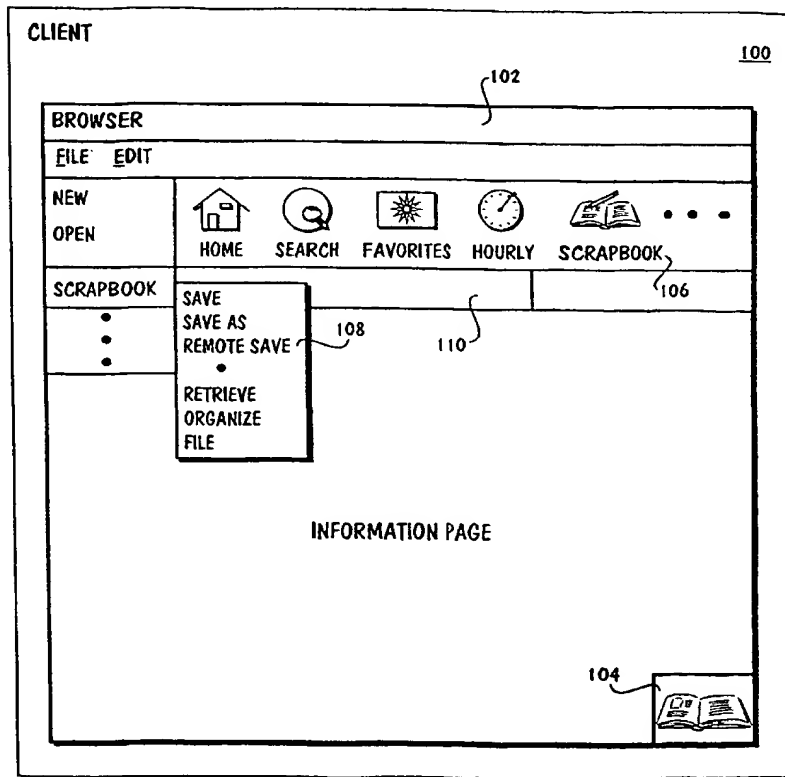 CLIENT
100
102
BROWSER
FILE EDIT
NEW
OPEN
HOME SEARCH FAVORITES HOURLY SCRAPBOOK
106
SCRAPBOOK
SAVE
SAVE AS
REMOTE SAVE
108
110
RETRIEVE
ORGANIZE
FILE
INFORMATION PAGE
104